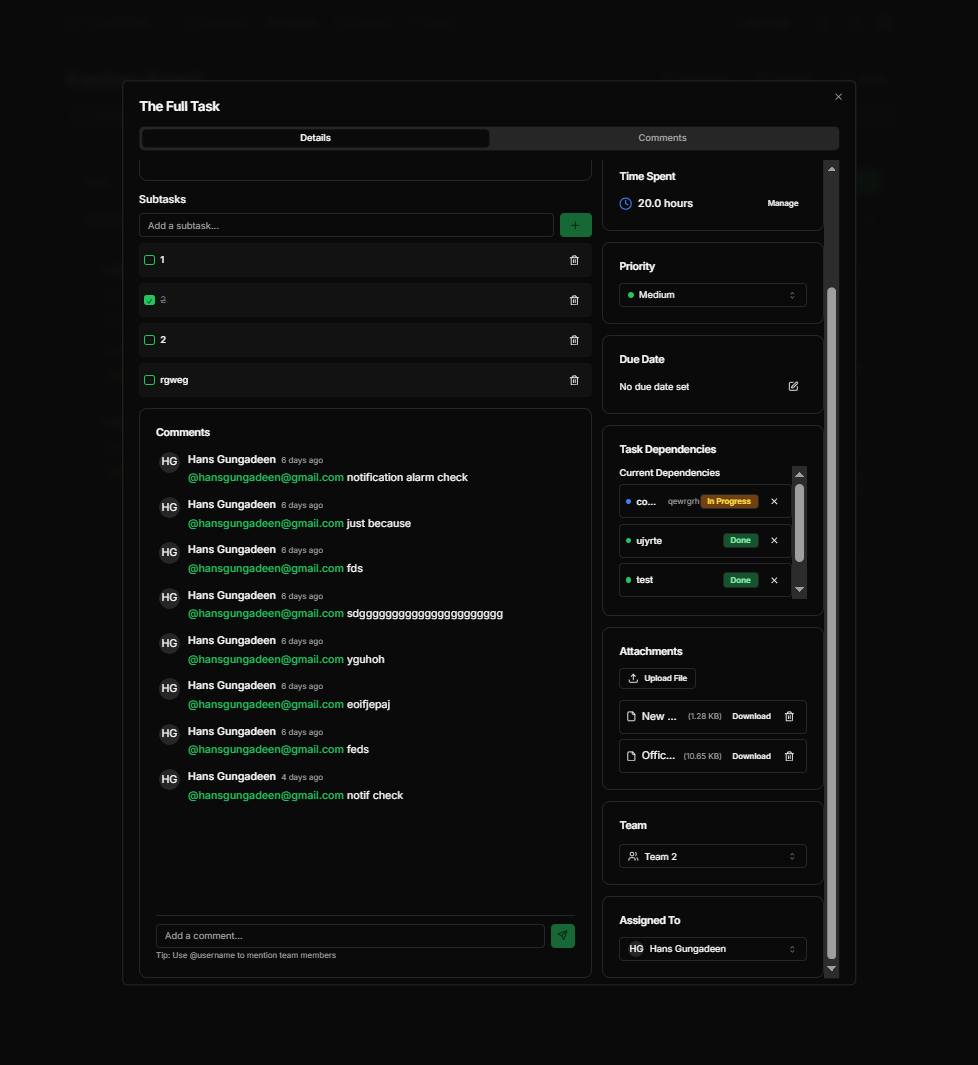 The Full Task
Details
Comments
Subtasks
Add a subtask...
1
2
2
rgweg
Comments
HG Hans Gungadeen 6 days ago
@hansgungadeen@gmail.com notification alarm check
HG Hans Gungadeen 6 days ago
@hansgungadeen@gmail.com just because
HG Hans Gungadeen 6 days ago
@hansgungadeen@gmail.com fds
HG Hans Gungadeen 6 days ago
@hansgungadeen@gmail.com sdgggggggggggggggggggggg
HG Hans Gungadeen 6 days ago
@hansgungadeen@gmail.com yguhoh
HG Hans Gungadeen 6 days ago
@hansgungadeen@gmail.com eoifjepaj
HG Hans Gungadeen 6 days ago
@hansgungadeen@gmail.com feds
HG Hans Gungadeen 4 days ago
@hansgungadeen@gmail.com notif check
Add a comment...
Tip: Use @username to mention team members
Time Spent
20.0 hours Manage
Priority
Medium
Due Date
No due date set
Task Dependencies
Current Dependencies
co... qewrgrh In Progress
ujyrte Done
test Done
Attachments
Upload File
New ... (1.28 KB) Download
Offic... (10.65 KB) Download
Team
Team 2
Assigned To
HG Hans Gungadeen